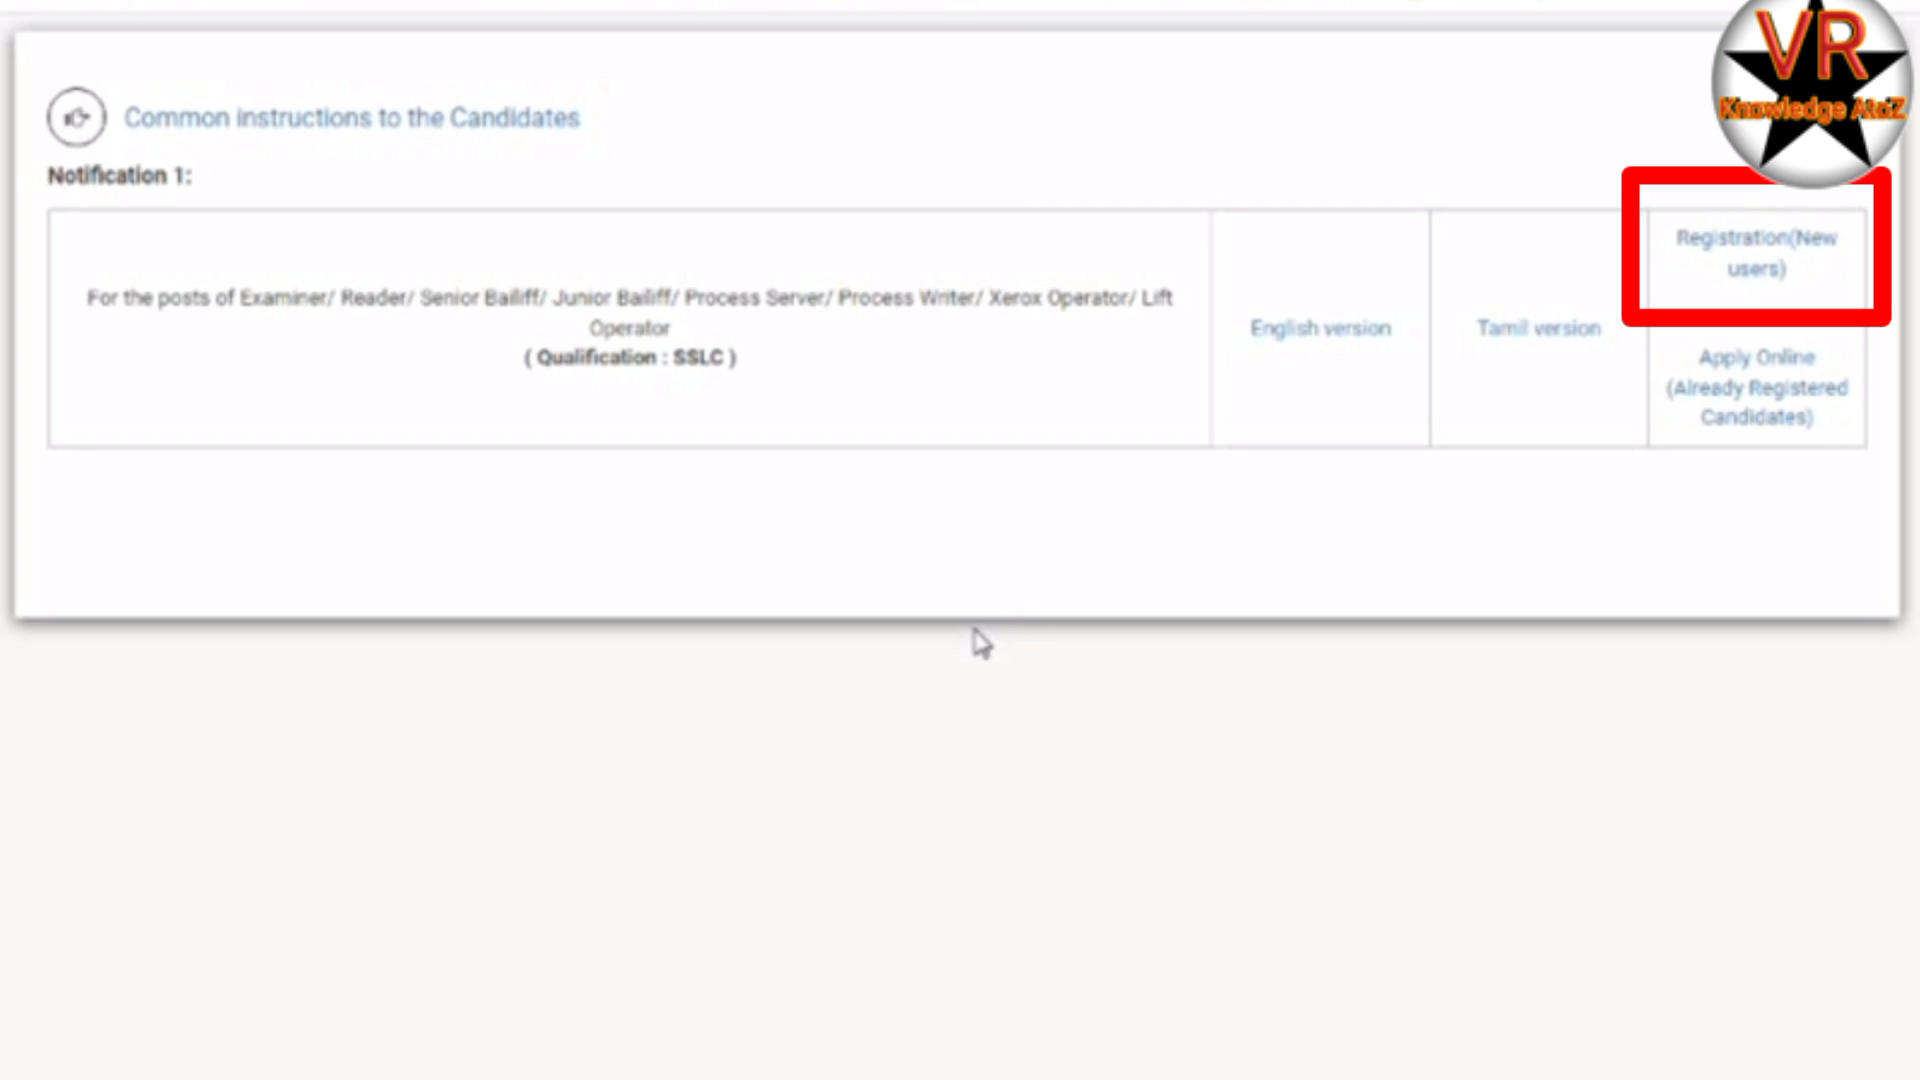 VR
Knowledge AtoZ
Common instructions to the Candidates
Notification 1:
For the posts of Examiner/ Reader/ Senior Bailiff/ Junior Bailiff/ Process Server/ Process Writer/ Xerox Operator/ Lift
Operator
( Qualification : SSLC )
English version
Tamil version
Registration(New
users)
Apply Online
(Already Registered
Candidates)